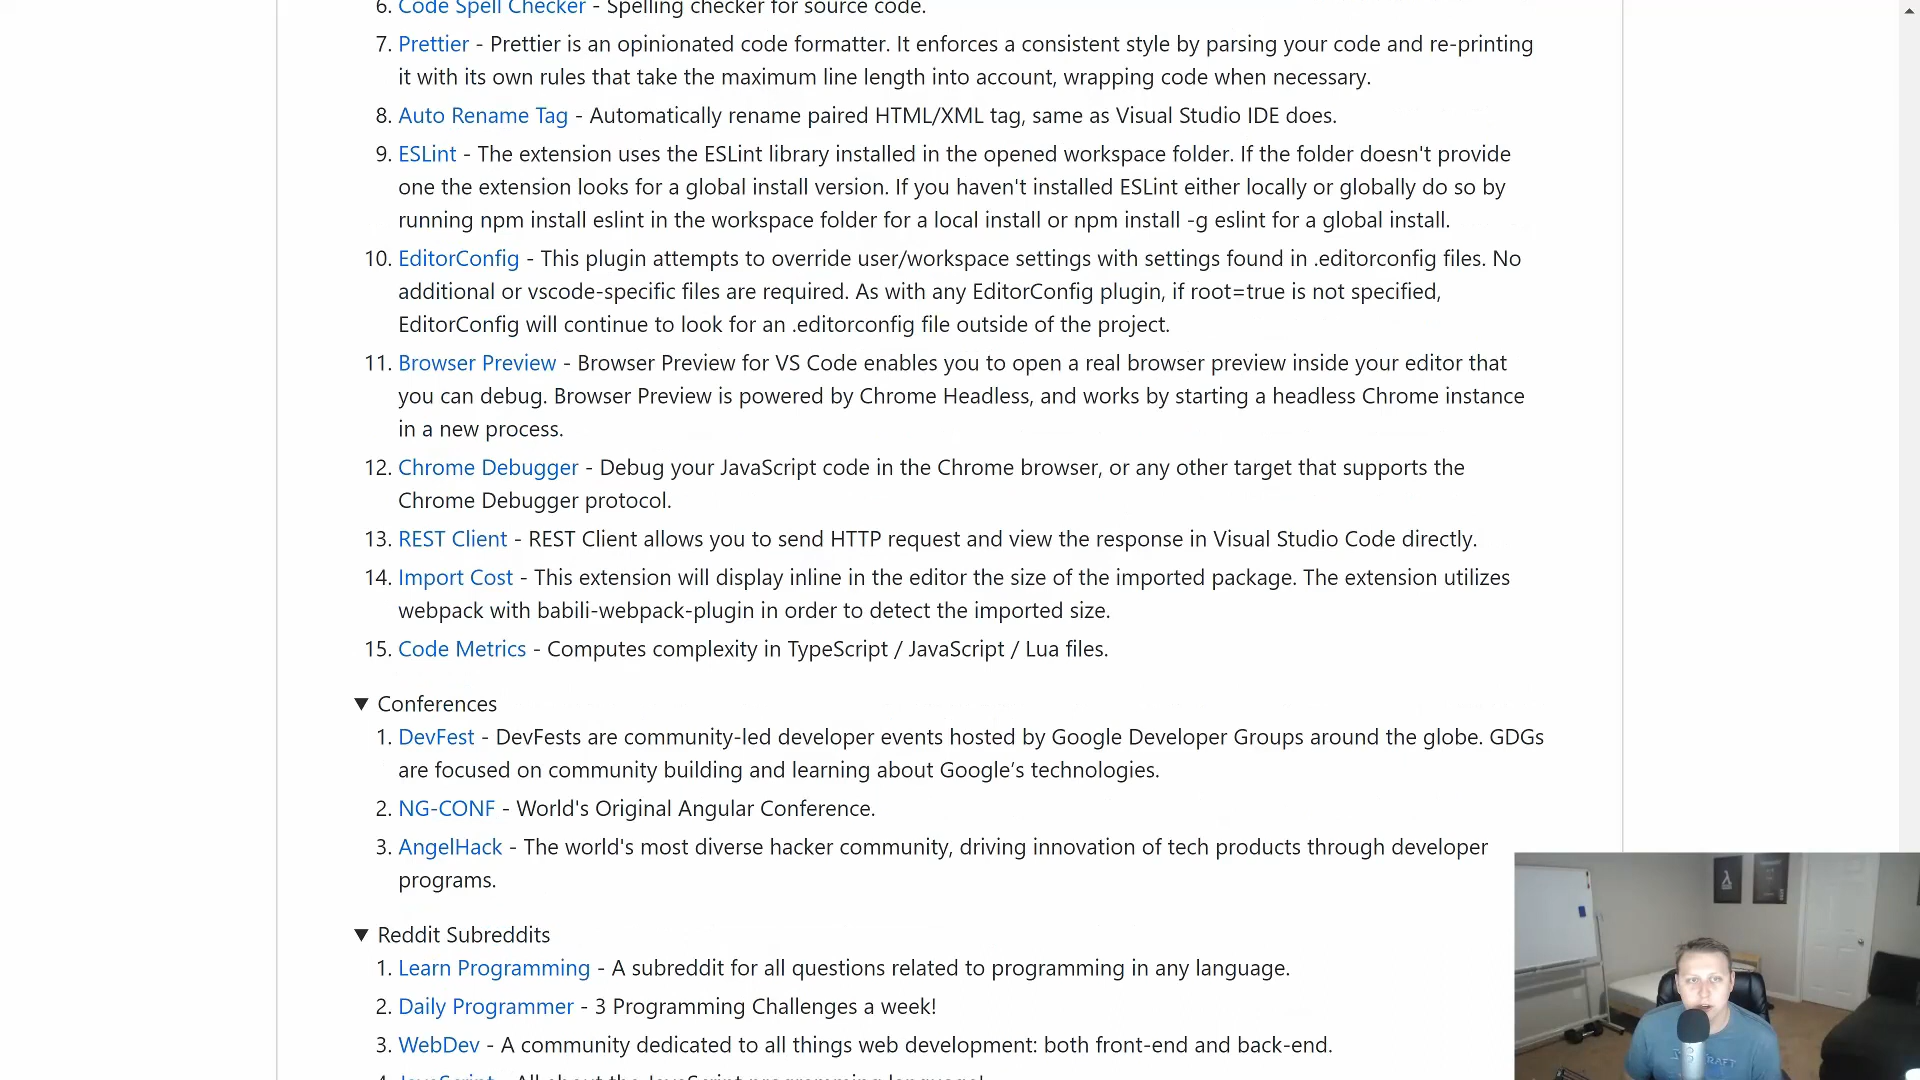 6. Code Spell Checker - Spelling checker for source code.
7. Prettier - Prettier is an opinionated code formatter. It enforces a consistent style by parsing your code and re-printing
it with its own rules that take the maximum line length into account, wrapping code when necessary.
8. Auto Rename Tag - Automatically rename paired HTML/XML tag, same as Visual Studio IDE does.
9. ESLint - The extension uses the ESLint library installed in the opened workspace folder. If the folder doesn't provide
one the extension looks for a global install version. If you haven't installed ESLint either locally or globally do so by
running npm install eslint in the workspace folder for a local install or npm install -g eslint for a global install.
10. EditorConfig - This plugin attempts to override user/workspace settings with settings found in .editorconfig files. No
additional or vscode-specific files are required. As with any EditorConfig plugin, if root=true is not specified,
EditorConfig will continue to look for an .editorconfig file outside of the project.
11. Browser Preview - Browser Preview for VS Code enables you to open a real browser preview inside your editor that
you can debug. Browser Preview is powered by Chrome Headless, and works by starting a headless Chrome instance
in a new process.
12. Chrome Debugger - Debug your JavaScript code in the Chrome browser, or any other target that supports the
Chrome Debugger protocol.
13. REST Client - REST Client allows you to send HTTP request and view the response in Visual Studio Code directly.
14. Import Cost - This extension will display inline in the editor the size of the imported package. The extension utilizes
webpack with babili-webpack-plugin in order to detect the imported size.
15. Code Metrics - Computes complexity in TypeScript / JavaScript / Lua files.
▼ Conferences
1. DevFest - DevFests are community-led developer events hosted by Google Developer Groups around the globe. GDGs
are focused on community building and learning about Google’s technologies.
2. NG-CONF - World's Original Angular Conference.
3. AngelHack - The world's most diverse hacker community, driving innovation of tech products through developer
programs.
▼ Reddit Subreddits
1. Learn Programming - A subreddit for all questions related to programming in any language.
2. Daily Programmer - 3 Programming Challenges a week!
3. WebDev - A community dedicated to all things web development: both front-end and back-end.
4. JavaScript - All about the JavaScript programming language!